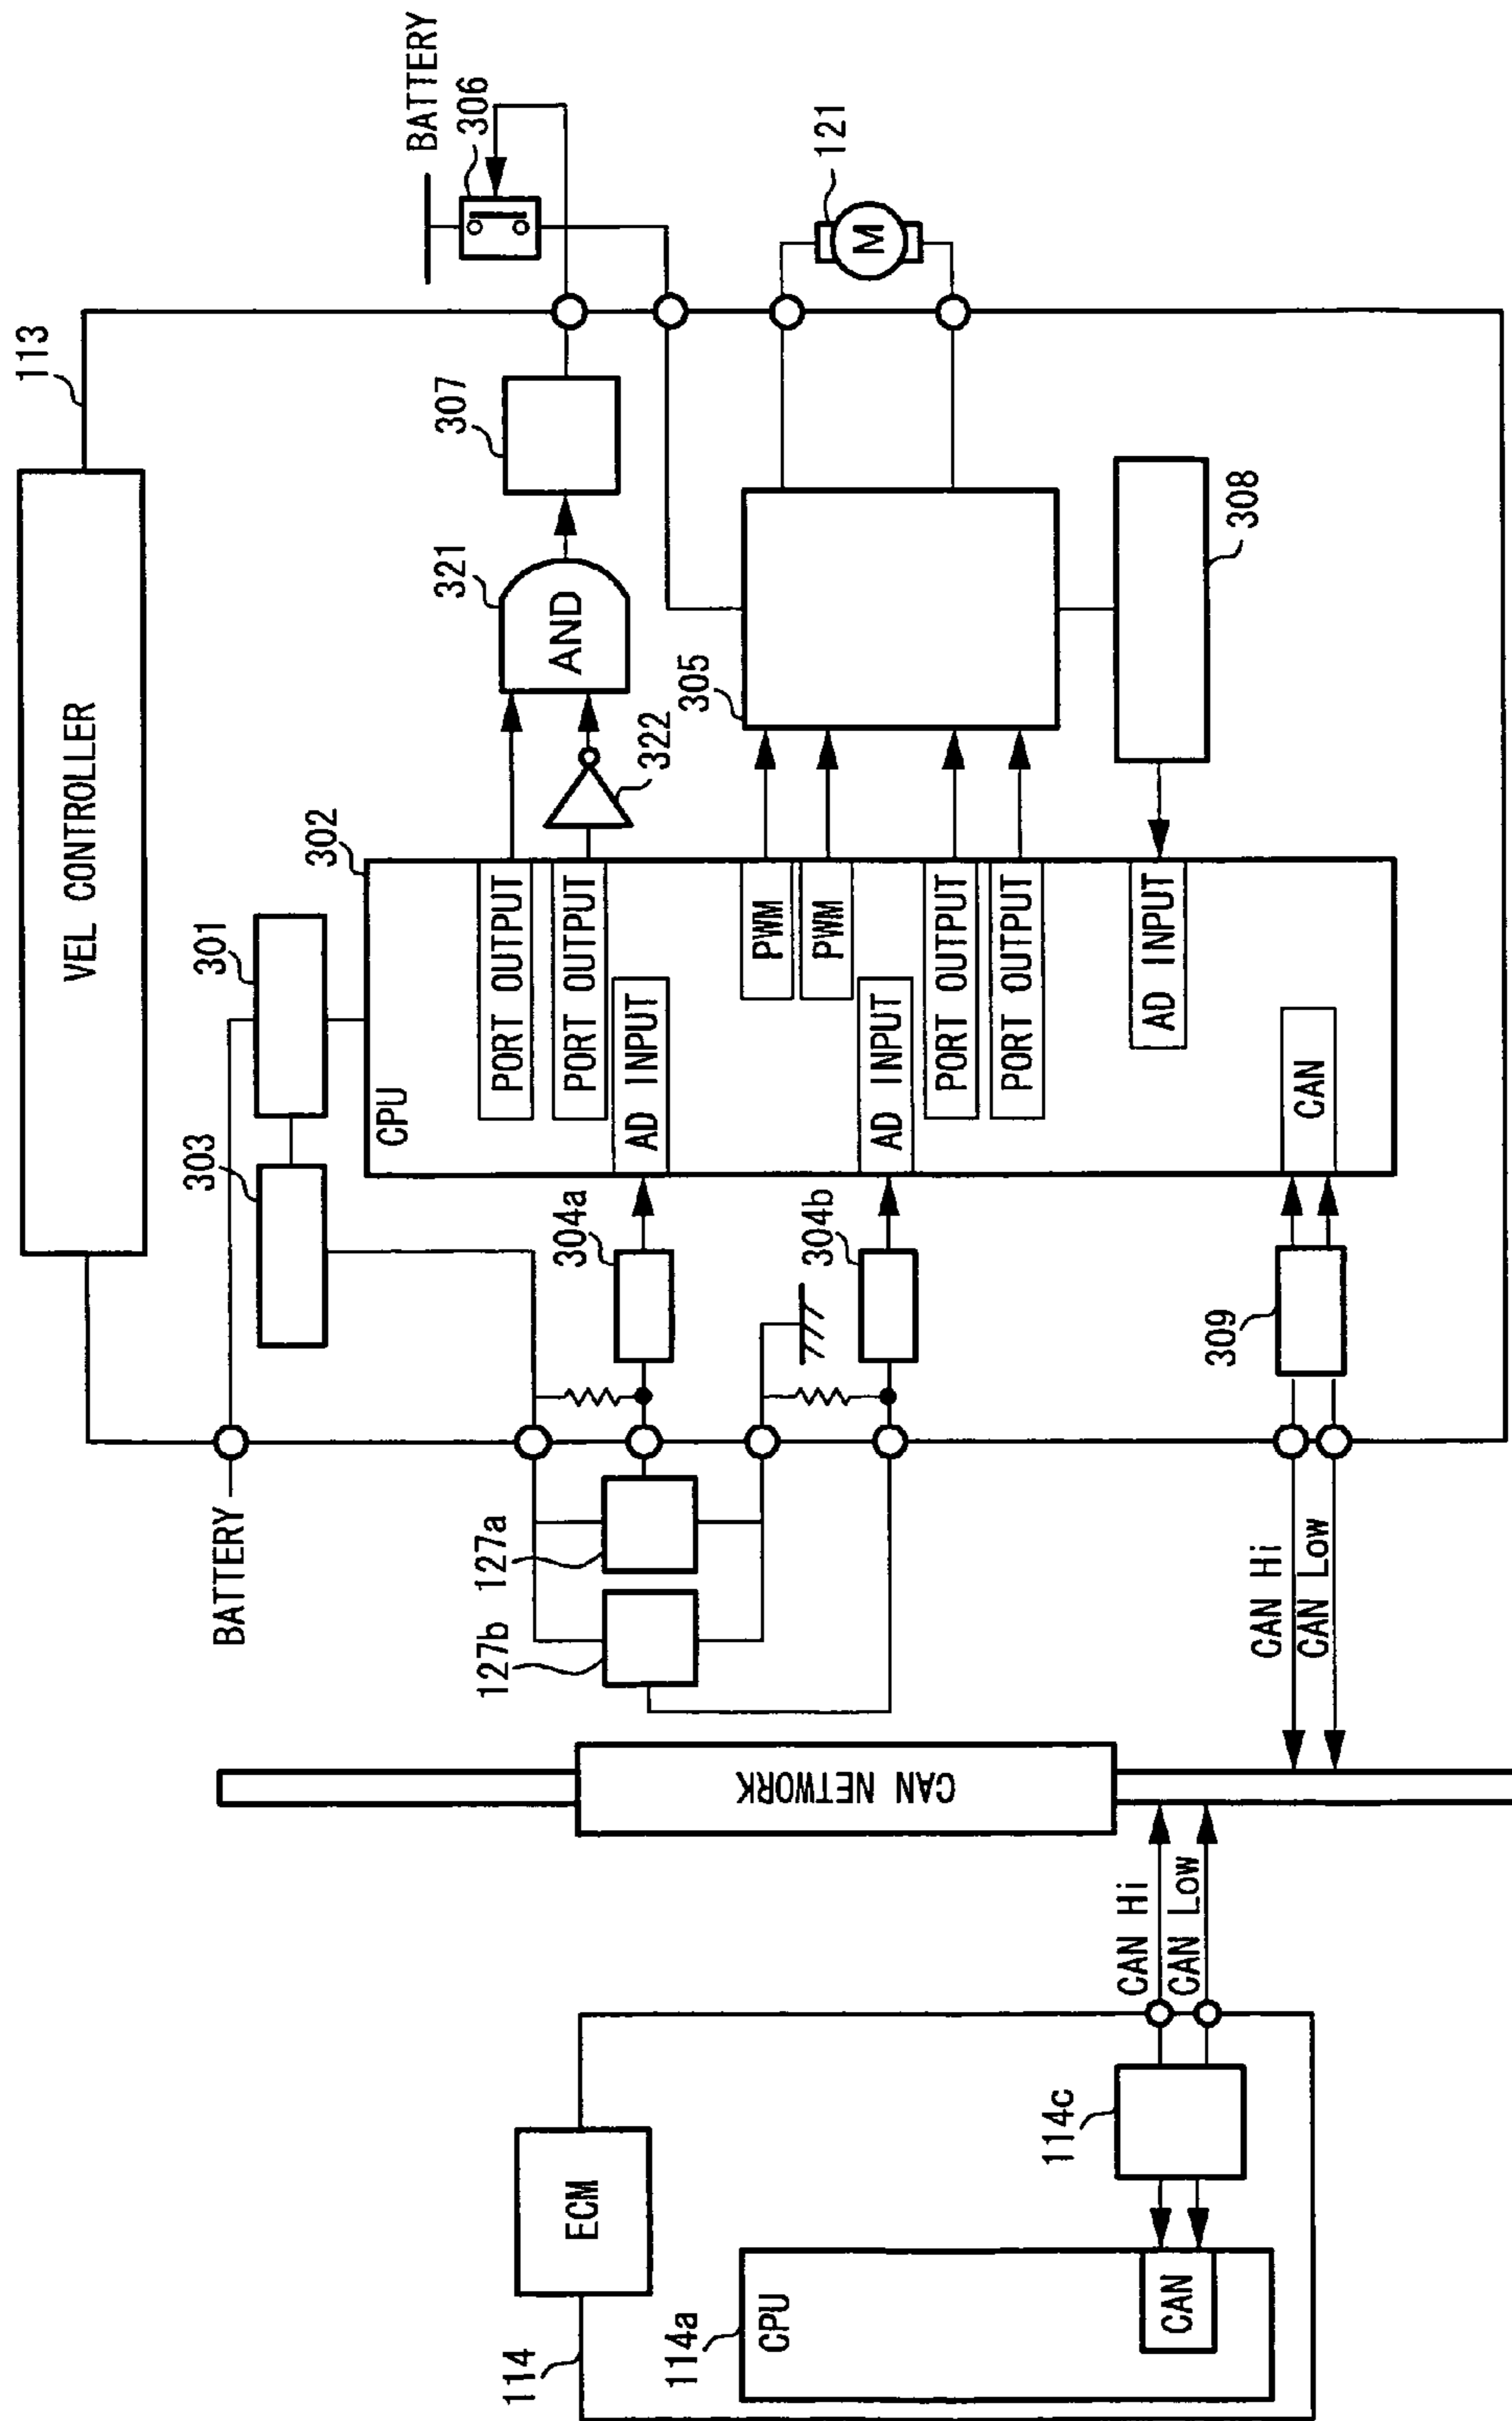 VEL CONTROLLER
113
BATTERY
303
301
302
CPU
PORT OUTPUT
PORT OUTPUT
AD INPUT
304a
PWM
PWM
AD INPUT
304b
PORT OUTPUT
PORT OUTPUT
AD INPUT
CAN
309
321
AND
322
307
BATTERY
306
305
121
M
308
127a
127b
CAN Hi
CAN Low
CAN NETWORK
CAN Hi
CAN Low
114
ECM
114a
CPU
CAN
114c